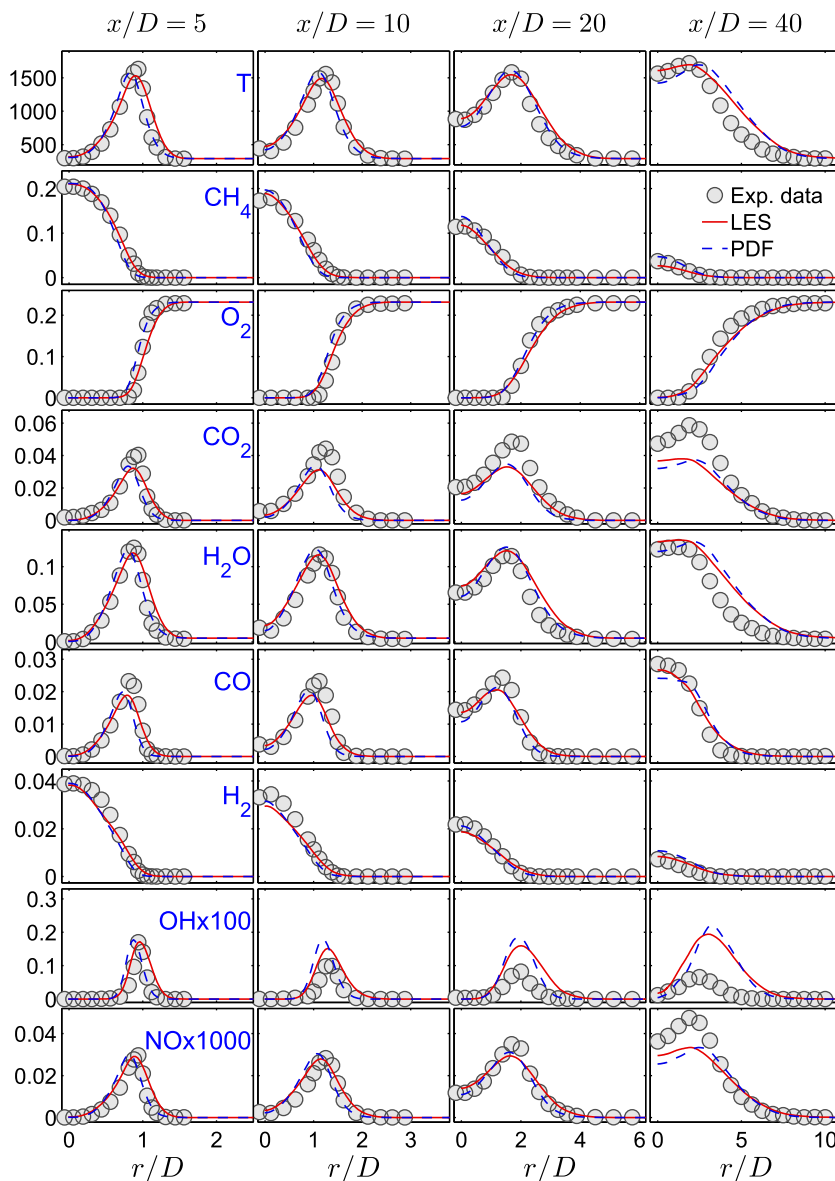 x/D = 5 x/D = 10 x/D = 20 x/D = 40
1500
1000
500
T
0.2
0.1
0
CH4
Exp. data
LES
PDF
0.2
0.1
0
O2
0.06
0.04
0.02
0
CO2
0.1
0.05
0
H2O
0.03
0.02
0.01
0
CO
0.04
0.02
0
H2
0.3
0.2
0.1
0
OHx100
0.04
0.02
0
NOx1000
0 1 2 0 1 2 3 0 2 4 6 0 5 10
r/D r/D r/D r/D